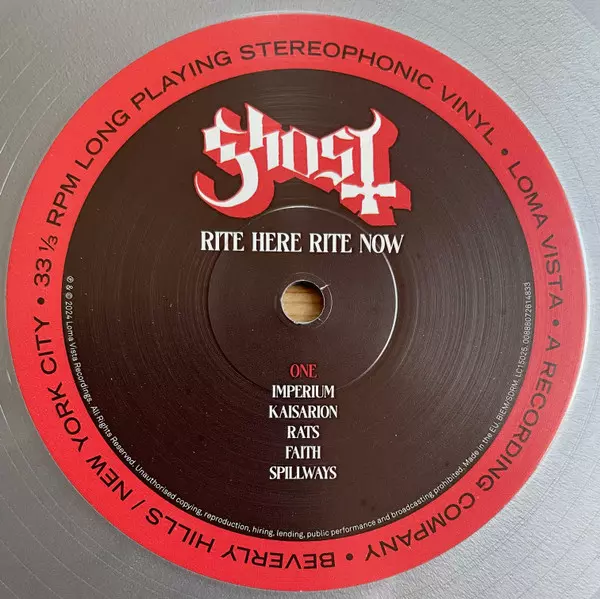 33 ⅓ RPM LONG PLAYING STEREOPHONIC VINYL • LOMA VISTA • A RECORDING COMPANY • BEVERLY HILLS / NEW YORK CITY •
Ghost
RITE HERE RITE NOW
ONE
IMPERIUM
KAISARION
RATS
FAITH
SPILLWAYS
℗ & © 2024 Loma Vista Recordings. All Rights Reserved. Unauthorised copying, reproduction, hiring, lending, public performance and broadcasting prohibited. Made in the EU. BIEM/SDRM. LC15025. 00888072614833